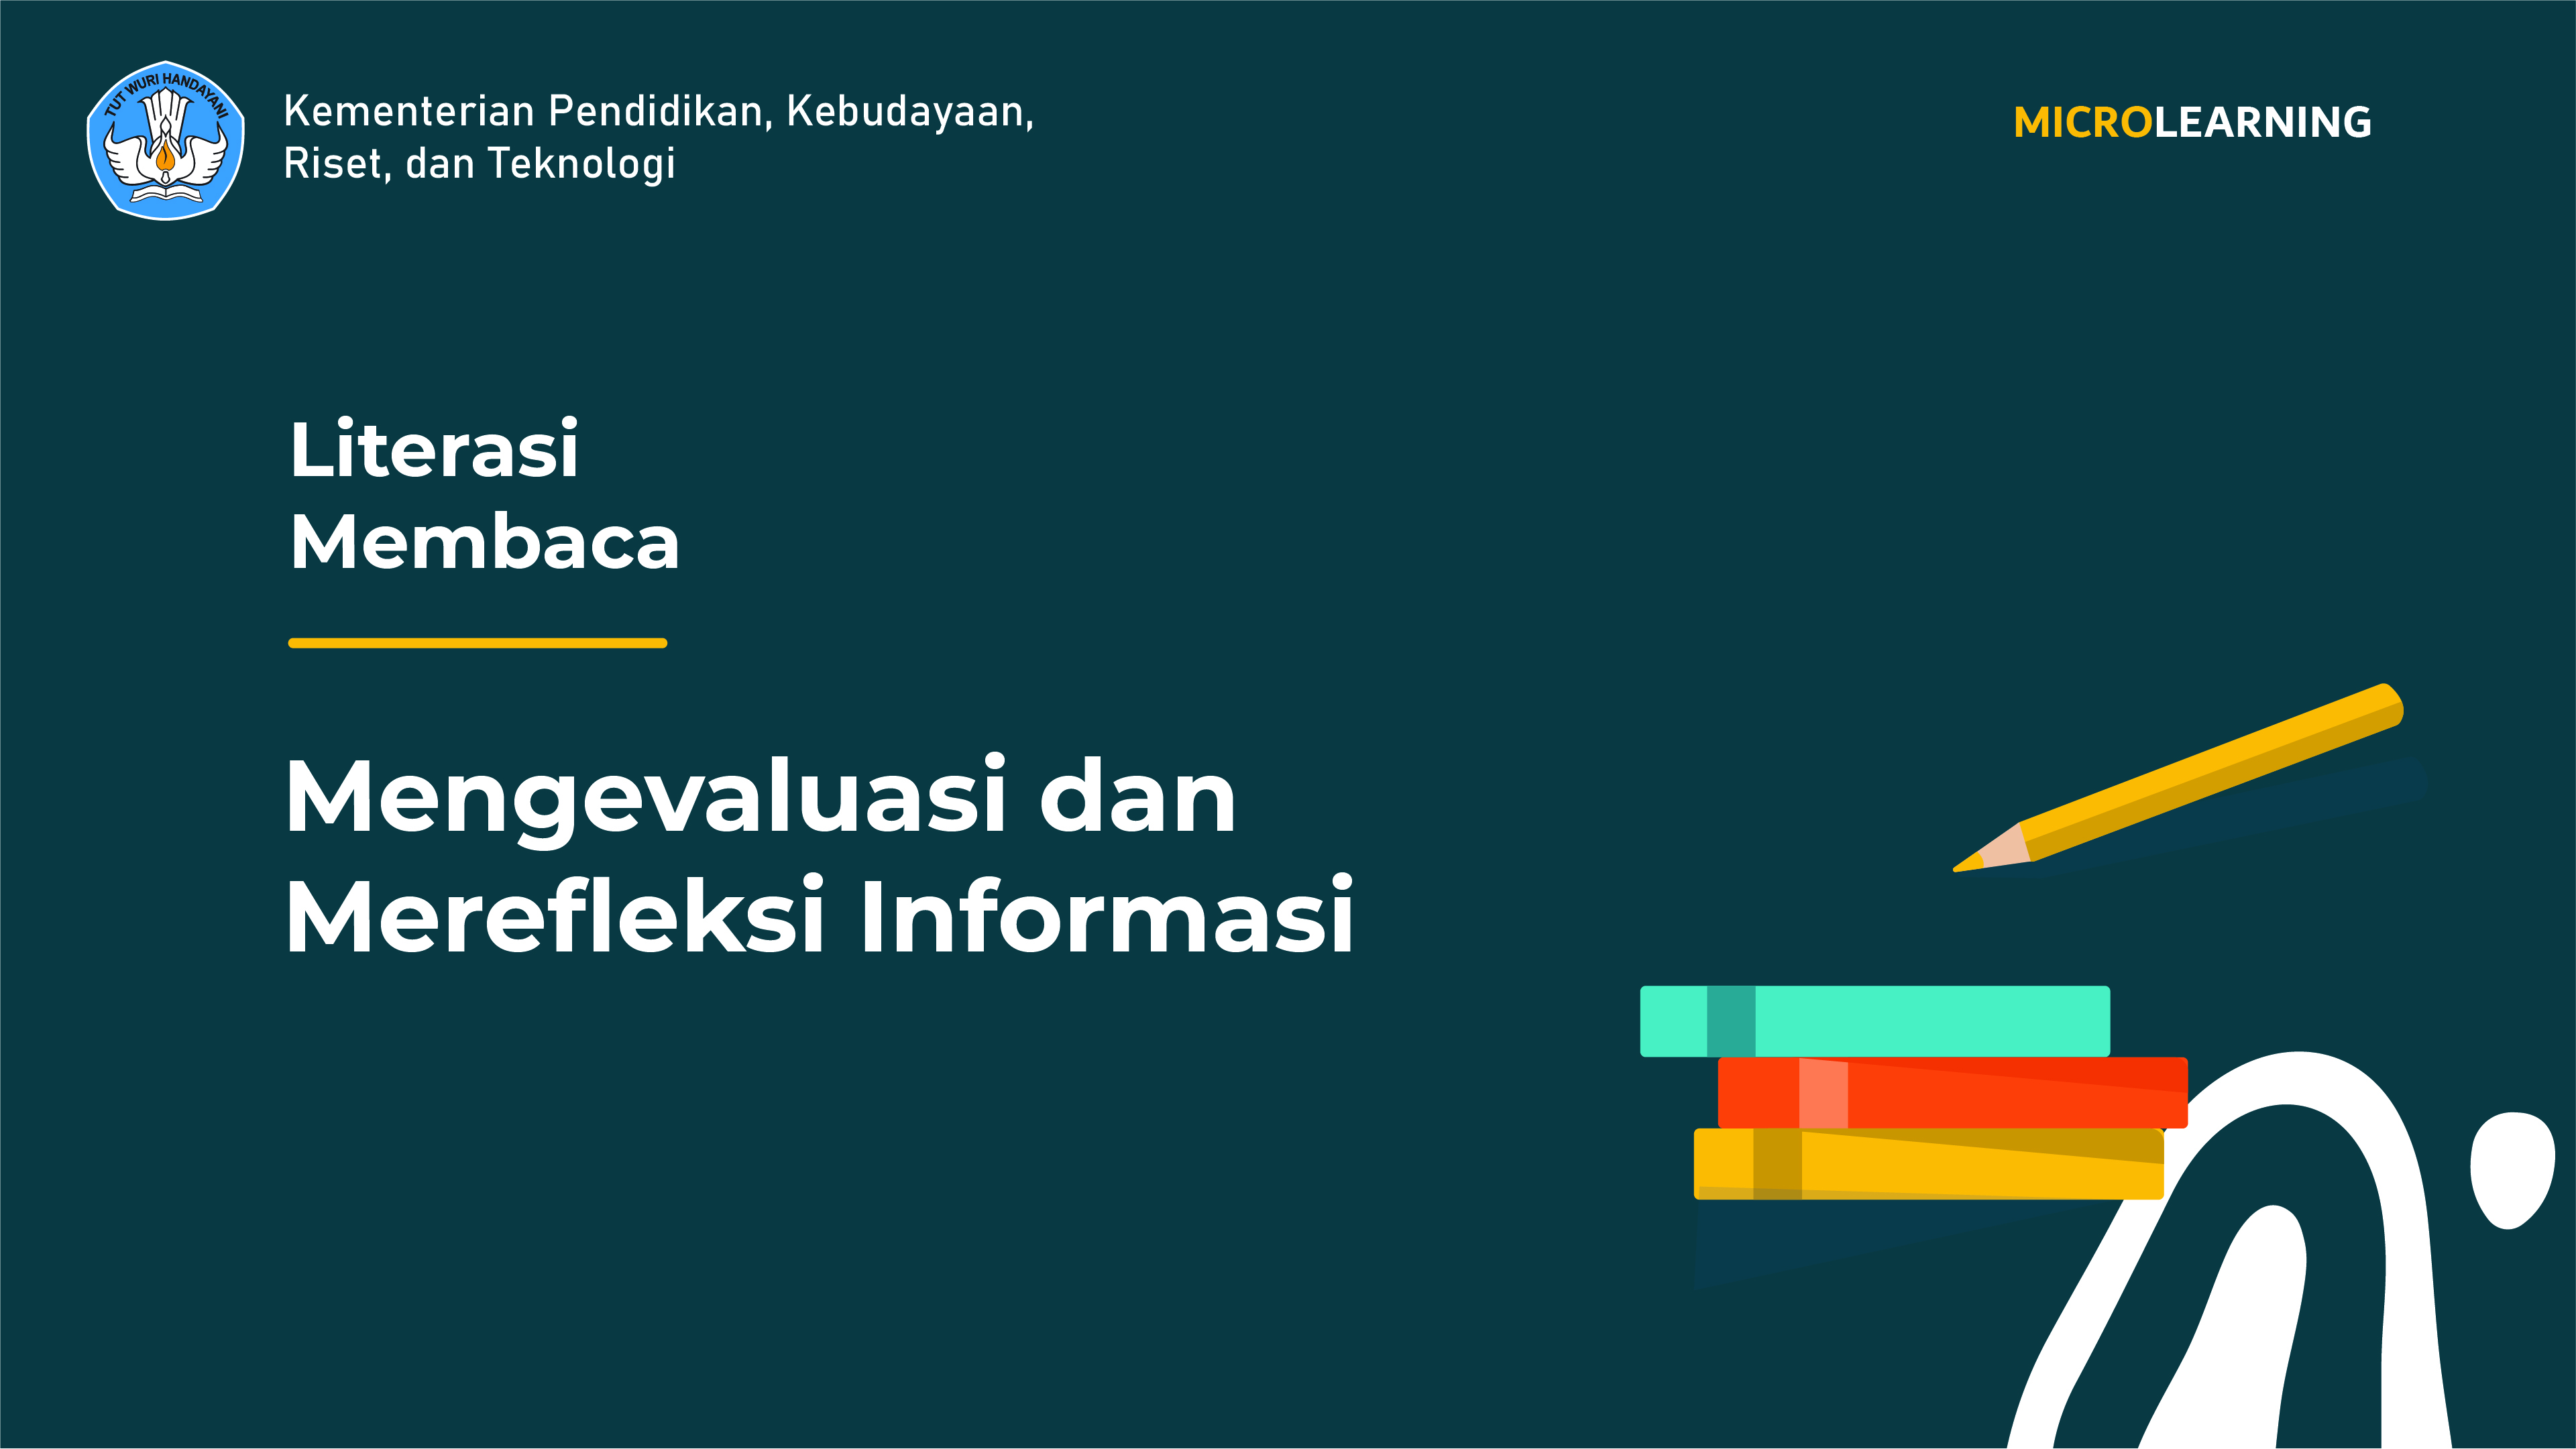 TUT WURI HANDAYANI
Kementerian Pendidikan, Kebudayaan,
Riset, dan Teknologi
MICROLEARNING
Literasi
Membaca
Mengevaluasi dan
Merefleksi Informasi